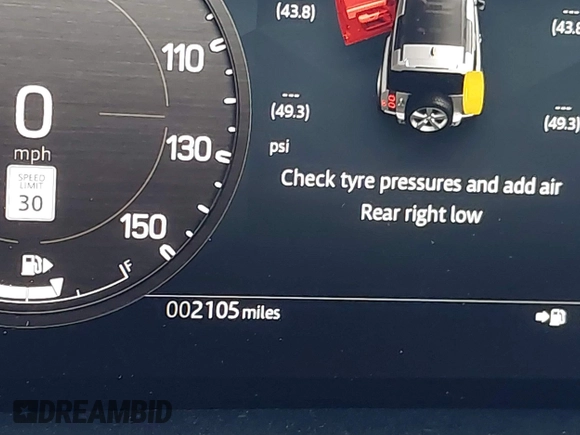 (43.8)
(43.8
110
---
(49.3)
---
(49.3)
0
mph
130
psi
SPEED
LIMIT
30
Check tyre pressures and add air
Rear right low
150
F
002105 miles
DREAMBID